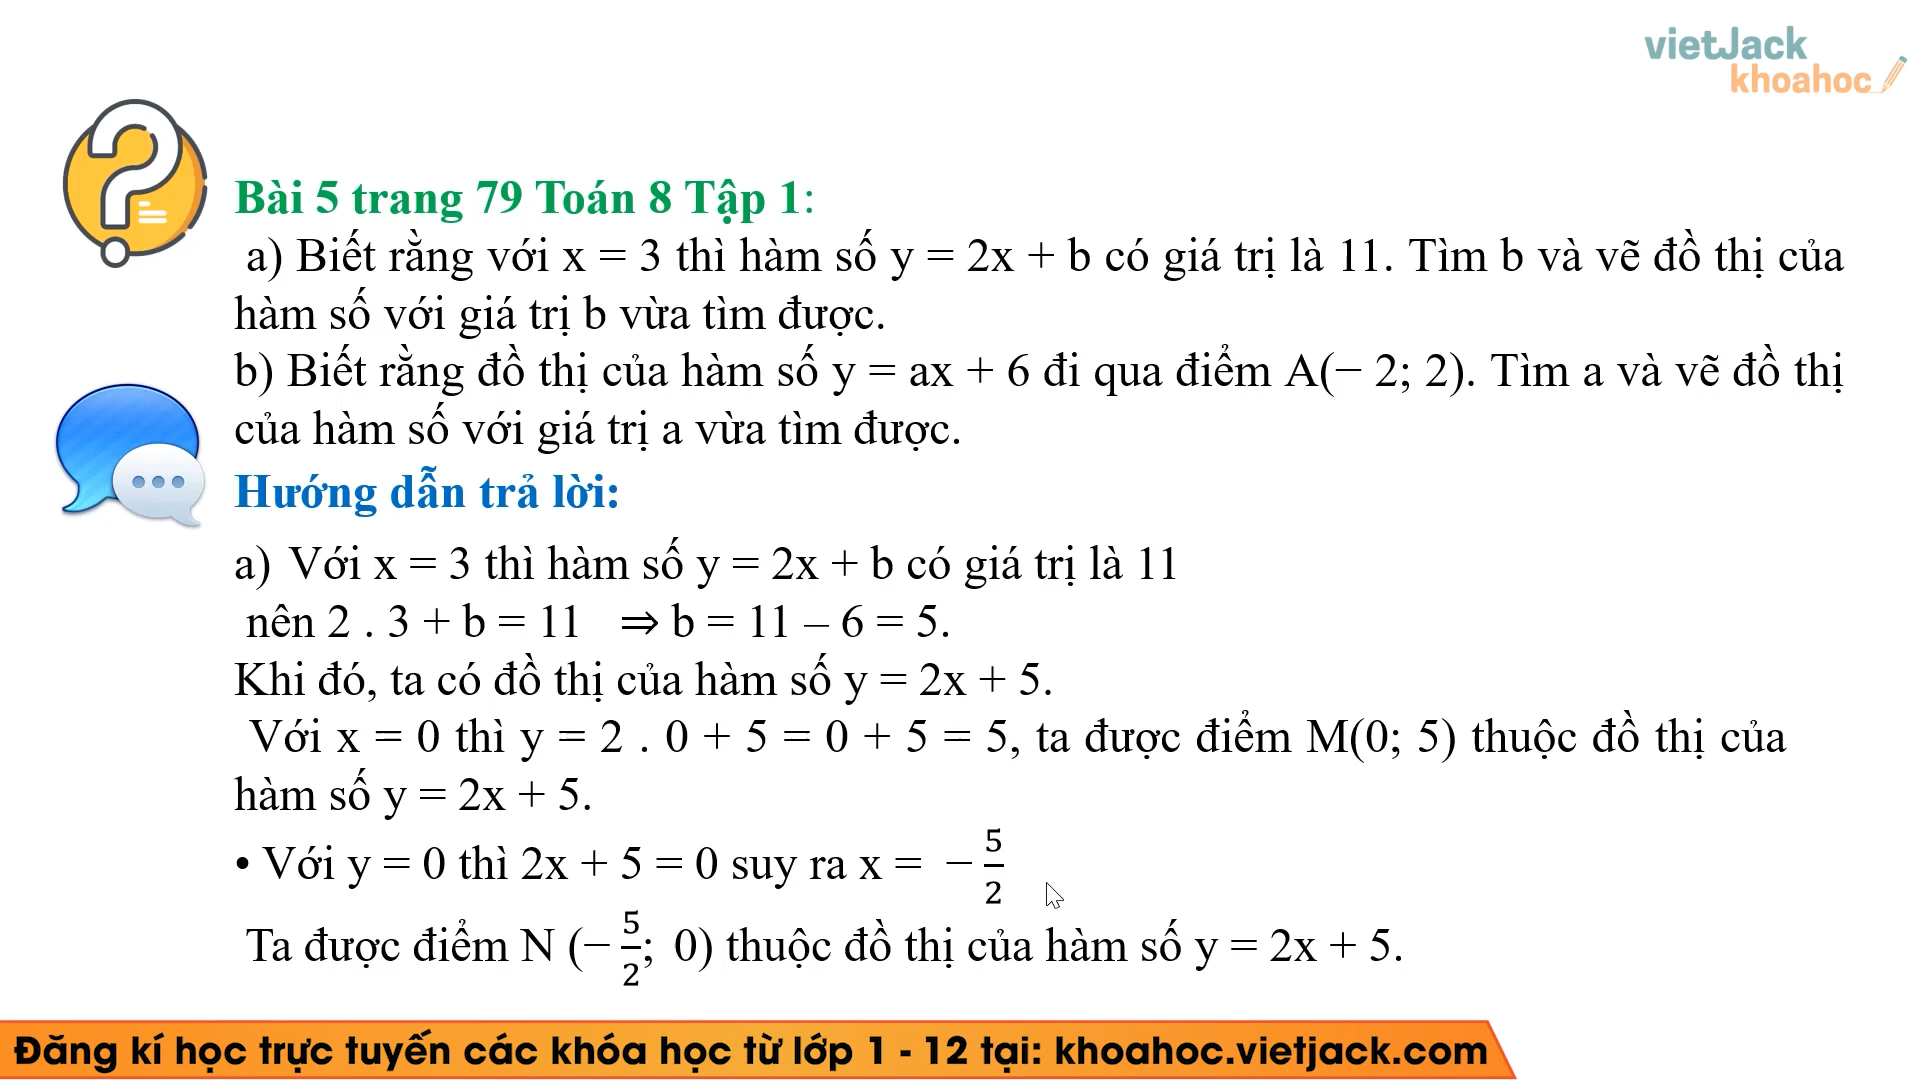 vietJack
khoahoc
Bài 5 trang 79 Toán 8 Tập 1:
a) Biết rằng với x = 3 thì hàm số y = 2x + b có giá trị là 11. Tìm b và vẽ đồ thị của
hàm số với giá trị b vừa tìm được.
b) Biết rằng đồ thị của hàm số y = ax + 6 đi qua điểm A(− 2; 2). Tìm a và vẽ đồ thị
của hàm số với giá trị a vừa tìm được.
Hướng dẫn trả lời:
a) Với x = 3 thì hàm số y = 2x + b có giá trị là 11
nên 2 . 3 + b = 11 ⇒ b = 11 – 6 = 5.
Khi đó, ta có đồ thị của hàm số y = 2x + 5.
Với x = 0 thì y = 2 . 0 + 5 = 0 + 5 = 5, ta được điểm M(0; 5) thuộc đồ thị của
hàm số y = 2x + 5.
• Với y = 0 thì 2x + 5 = 0 suy ra x = − 5/2
Ta được điểm N (− 5/2; 0) thuộc đồ thị của hàm số y = 2x + 5.
Đăng kí học trực tuyến các khóa học từ lớp 1 - 12 tại: khoahoc.vietjack.com